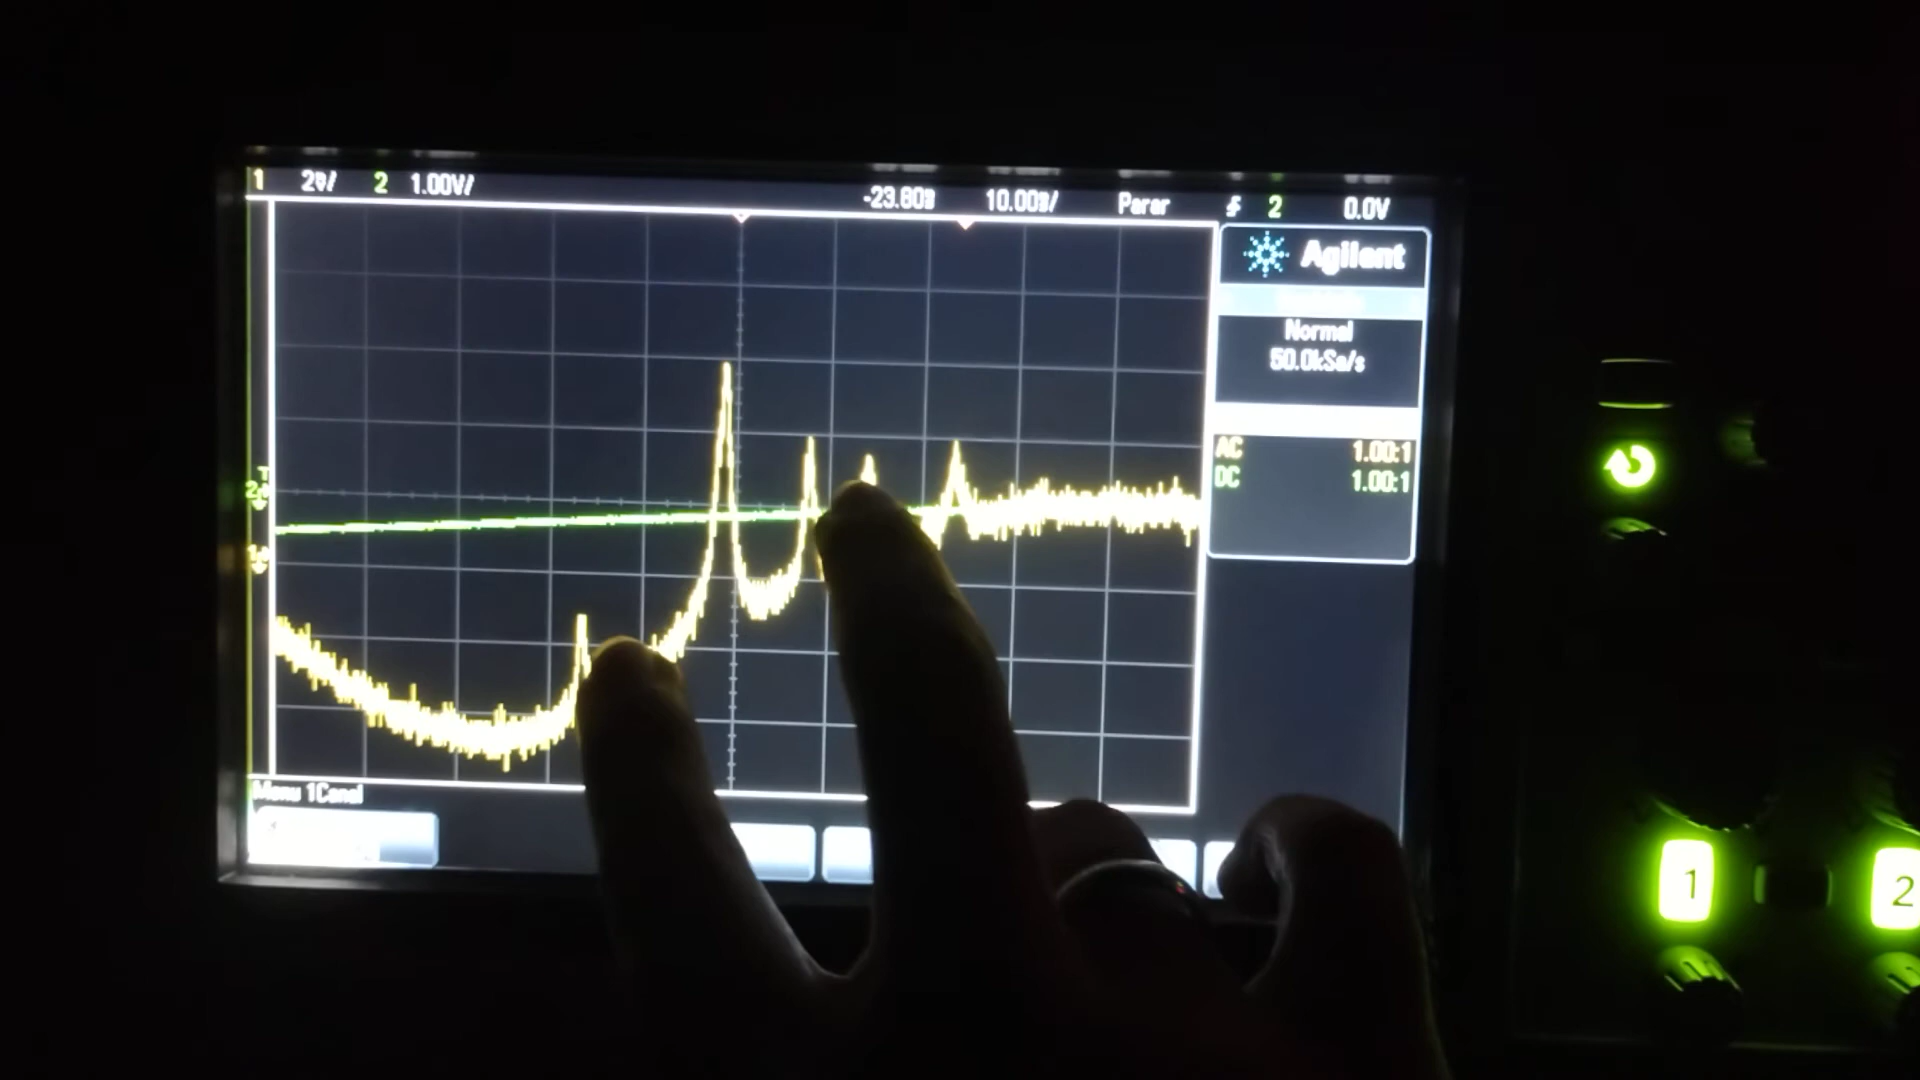 1 2V/ 2 1.00V/ -23.80s 10.00s/ Parar 2 0.0V
Agilent
Normal
50.0kSa/s
AC 1.00:1
DC 1.00:1
T
Menu 1Canal
1
2